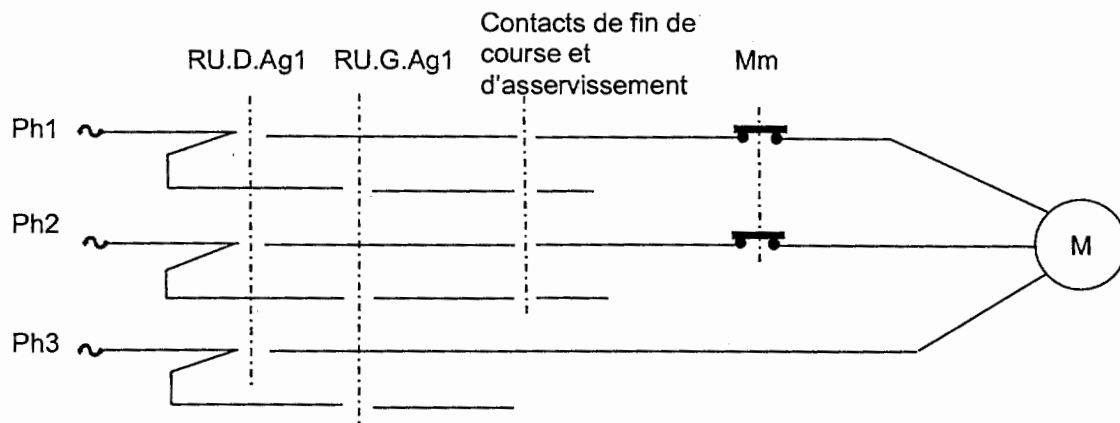 Contacts de fin de
course et
d'asservissement
RU.D.Ag1
RU.G.Ag1
Mm
Ph1
Ph2
M
Ph3